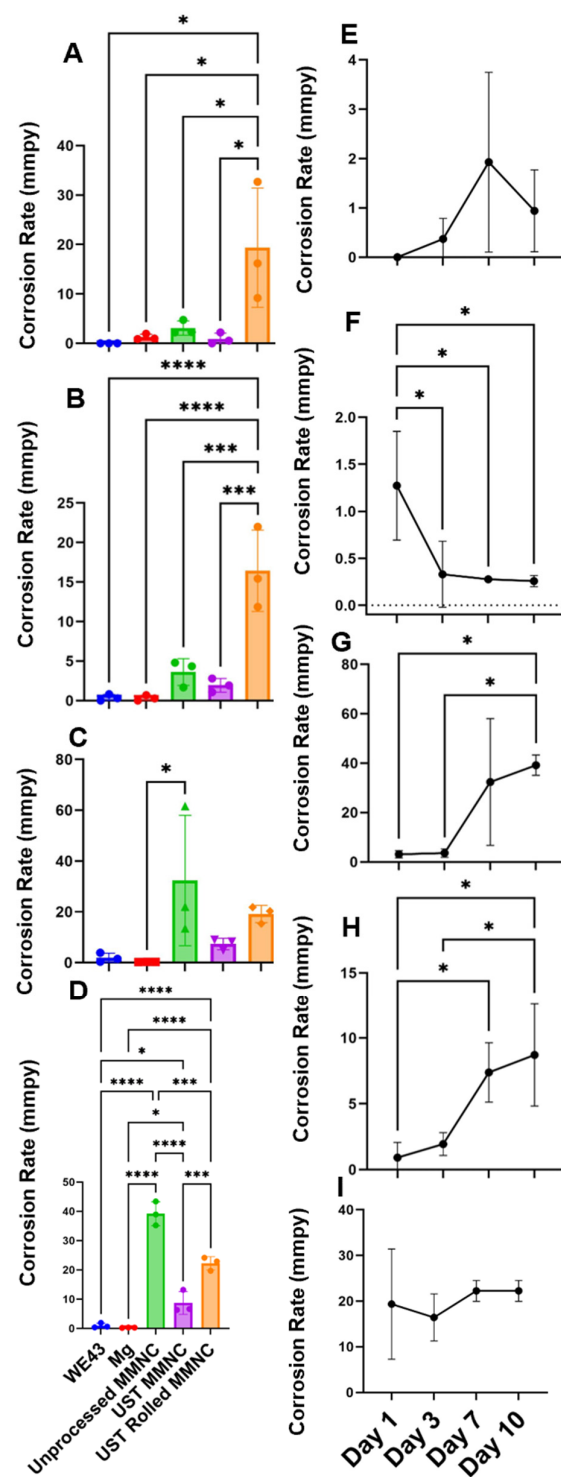 A
*
*
*
*
Corrosion Rate (mmpy)
40
30
20
10
0
B
****
****
***
***
Corrosion Rate (mmpy)
25
20
15
10
5
0
C
*
Corrosion Rate (mmpy)
80
60
40
20
0
D
****
****
*
**** ***
*
****
**** ***
Corrosion Rate (mmpy)
50
40
30
20
10
0
WE43
Mg
Unprocessed MMNC
UST MMNC
UST Rolled MMNC
E
Corrosion Rate (mmpy)
4
3
2
1
0
F
*
*
*
Corrosion Rate (mmpy)
2.0
1.5
1.0
0.5
0.0
G
*
*
Corrosion Rate (mmpy)
80
60
40
20
0
H
*
*
*
Corrosion Rate (mmpy)
15
10
5
0
I
Corrosion Rate (mmpy)
40
30
20
10
0
Day 1
Day 3
Day 7
Day 10